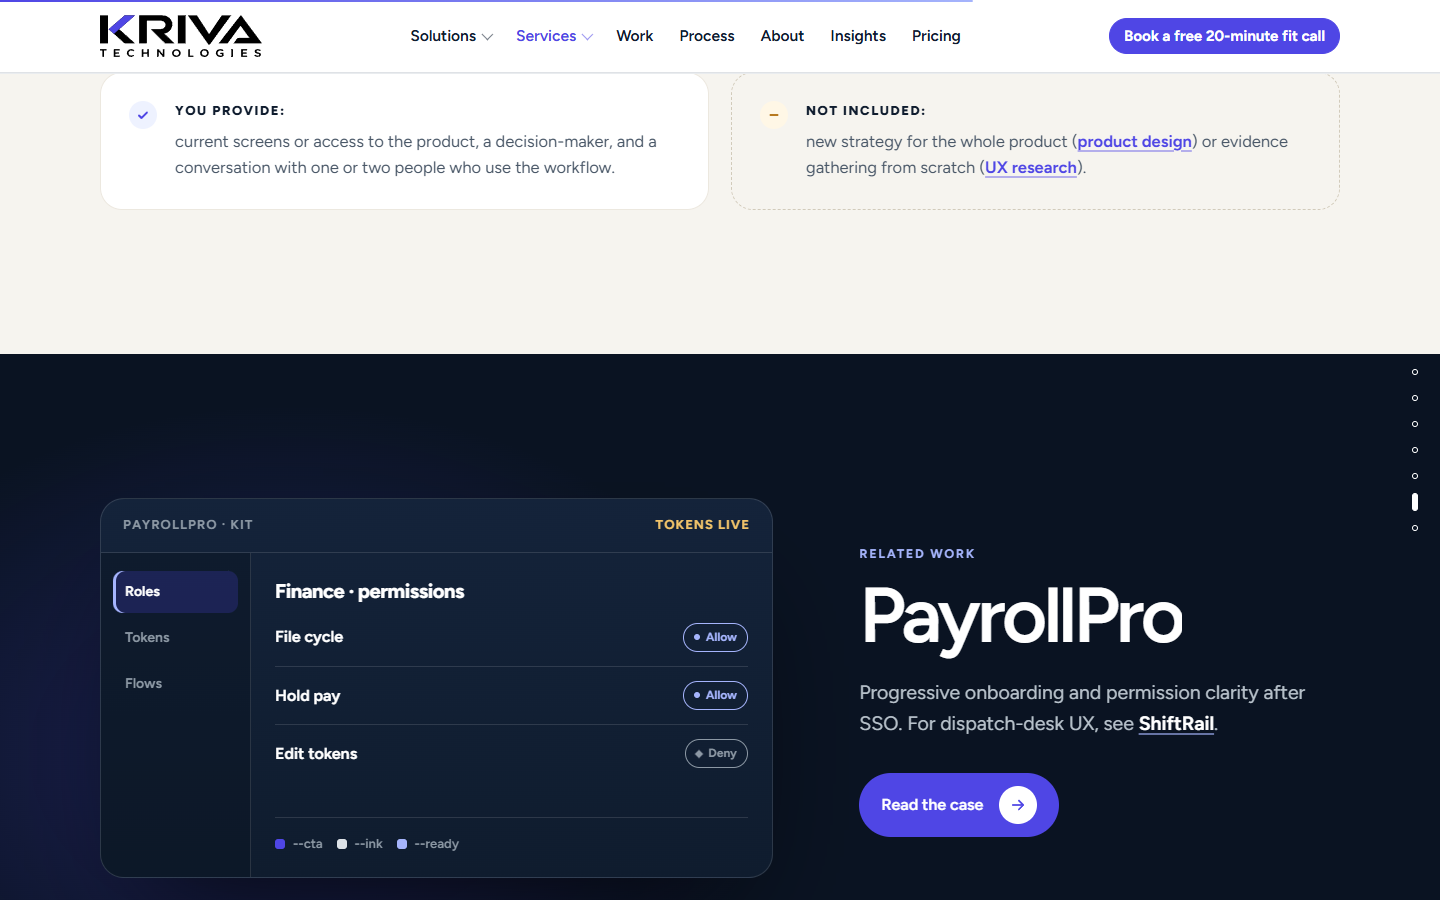 KRIVA
TECHNOLOGIES
Solutions
Services
Work
Process
About
Insights
Pricing
Book a free 20-minute fit call
YOU PROVIDE:
current screens or access to the product, a decision-maker, and a
conversation with one or two people who use the workflow.
NOT INCLUDED:
new strategy for the whole product (product design) or evidence
gathering from scratch (UX research).
PAYROLLPRO · KIT
TOKENS LIVE
Roles
Tokens
Flows
Finance · permissions
File cycle
Allow
Hold pay
Allow
Edit tokens
Deny
--cta
--ink
--ready
RELATED WORK
PayrollPro
Progressive onboarding and permission clarity after
SSO. For dispatch-desk UX, see ShiftRail.
Read the case